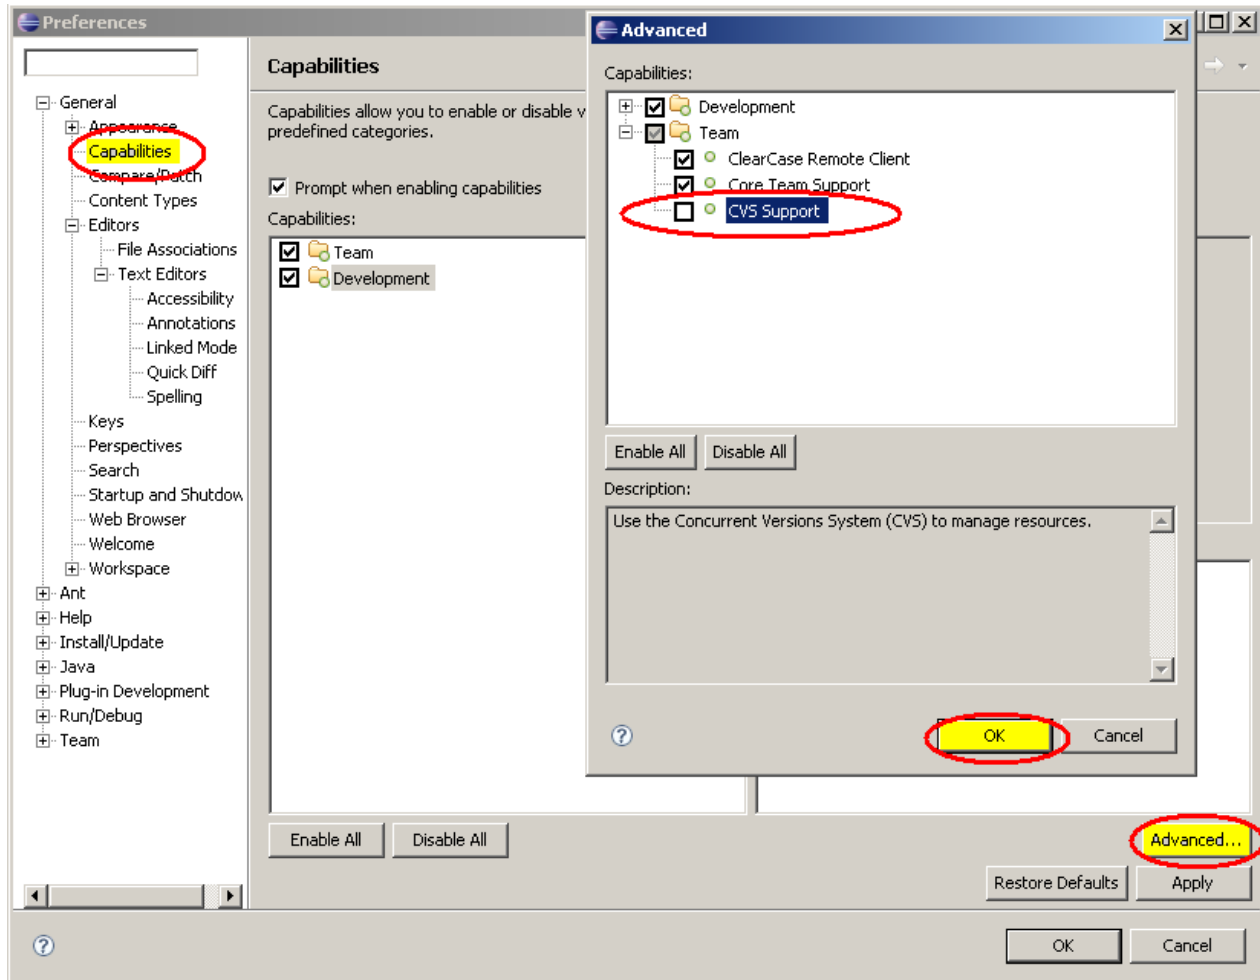 Preferences
General
Appearance
Capabilities
Compare/Patch
Content Types
Editors
File Associations
Text Editors
Accessibility
Annotations
Linked Mode
Quick Diff
Spelling
Keys
Perspectives
Search
Startup and Shutdow
Web Browser
Welcome
Workspace
Ant
Help
Install/Update
Java
Plug-in Development
Run/Debug
Team
Capabilities
Capabilities allow you to enable or disable v
predefined categories.
Prompt when enabling capabilities
Capabilities:
Team
Development
Enable All Disable All
Advanced
Capabilities:
Development
Team
ClearCase Remote Client
Core Team Support
CVS Support
Enable All Disable All
Description:
Use the Concurrent Versions System (CVS) to manage resources.
OK Cancel
Advanced...
Restore Defaults Apply
OK Cancel